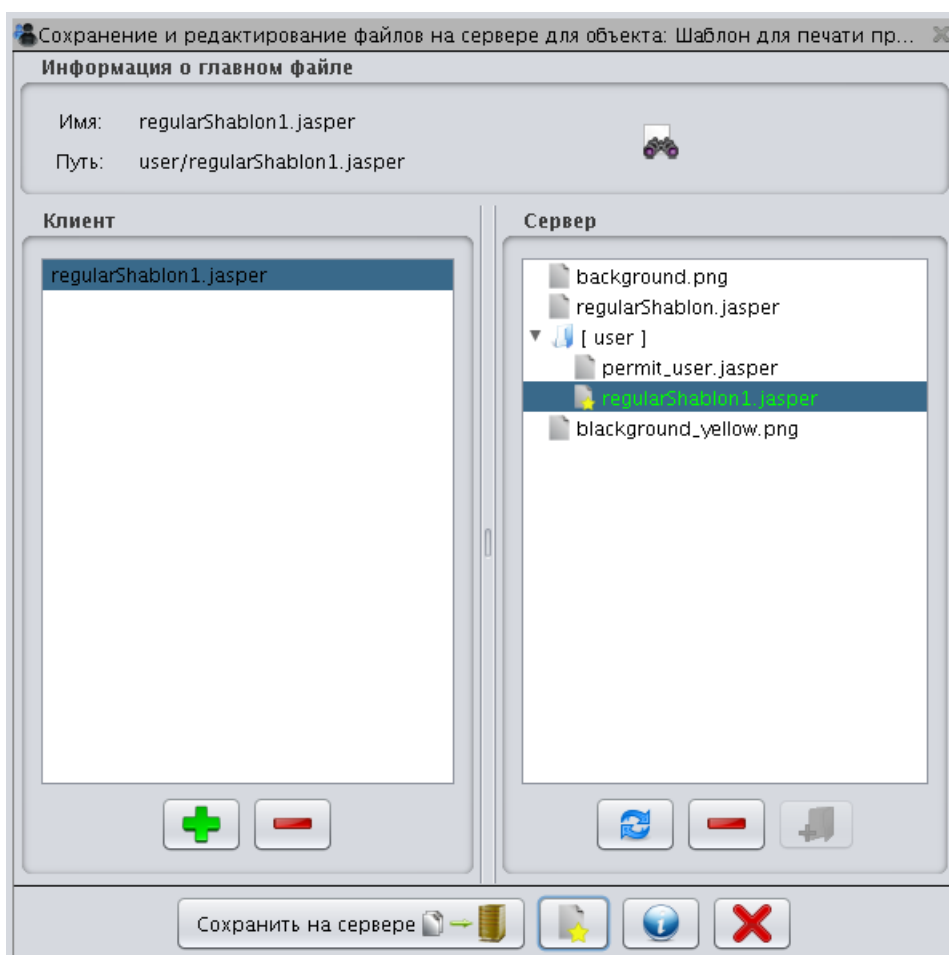 Сохранение и редактирование файлов на сервере для объекта: Шаблон для печати пр...
Информация о главном файле
Имя: regularShablon1.jasper
Путь: user/regularShablon1.jasper
Клиент
regularShablon1.jasper
Сервер
background.png
regularShablon.jasper
[ user ]
permit_user.jasper
regularShablon1.jasper
blackground_yellow.png
Сохранить на сервере